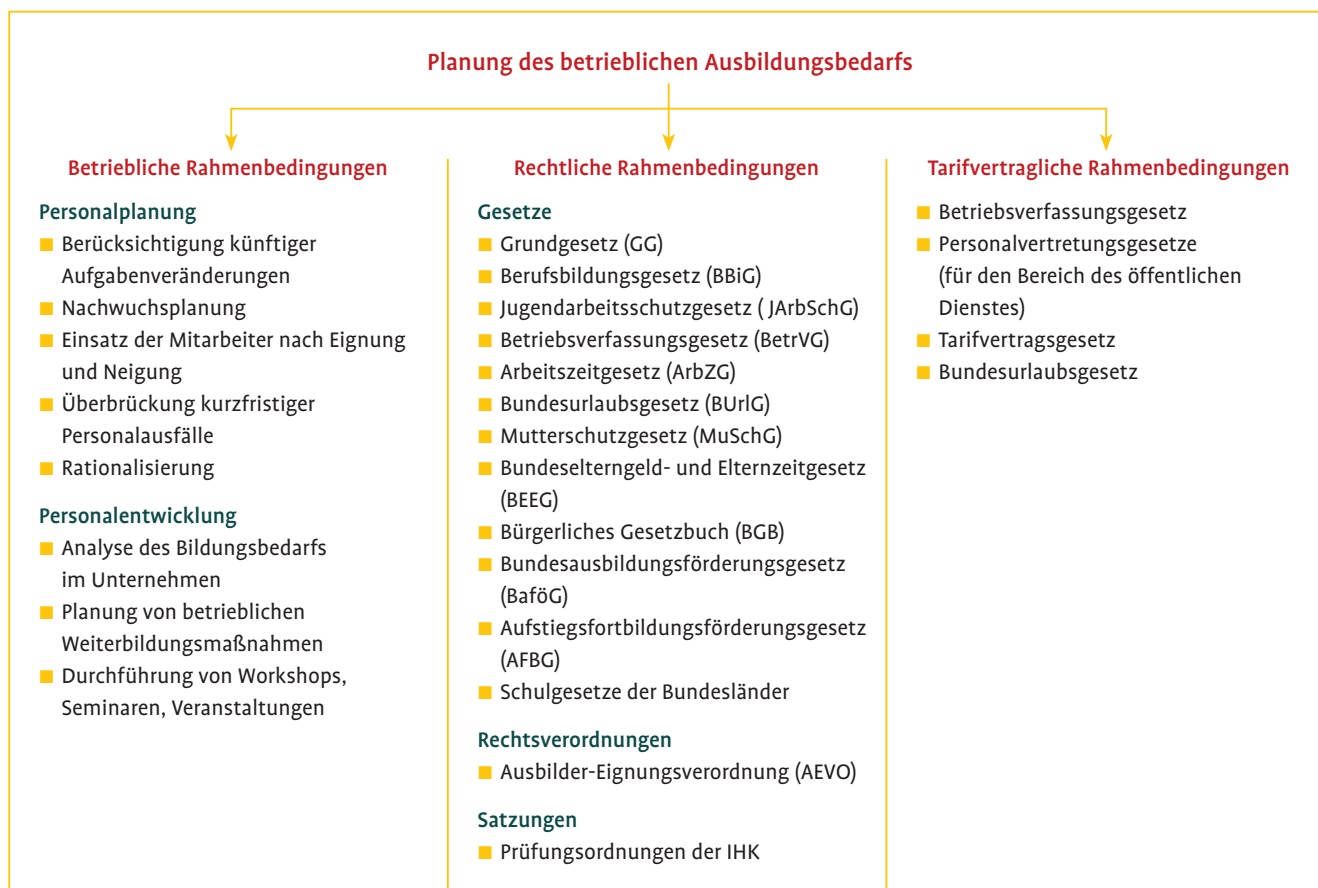 Planung des betrieblichen Ausbildungsbedarfs
Betriebliche Rahmenbedingungen
Personalplanung
Berücksichtigung künftiger
Aufgabenveränderungen
Nachwuchsplanung
Einsatz der Mitarbeiter nach Eignung
und Neigung
Überbrückung kurzfristiger
Personalausfälle
Rationalisierung
Personalentwicklung
Analyse des Bildungsbedarfs
im Unternehmen
Planung von betrieblichen
Weiterbildungsmaßnahmen
Durchführung von Workshops,
Seminaren, Veranstaltungen
Rechtliche Rahmenbedingungen
Gesetze
Grundgesetz (GG)
Berufsbildungsgesetz (BBiG)
Jugendarbeitsschutzgesetz ( JArbSchG)
Betriebsverfassungsgesetz (BetrVG)
Arbeitszeitgesetz (ArbZG)
Bundesurlaubsgesetz (BUrlG)
Mutterschutzgesetz (MuSchG)
Bundeselterngeld- und Elternzeitgesetz
(BEEG)
Bürgerliches Gesetzbuch (BGB)
Bundesausbildungsförderungsgesetz
(BaföG)
Aufstiegsfortbildungsförderungsgesetz
(AFBG)
Schulgesetze der Bundesländer
Rechtsverordnungen
Ausbilder-Eignungsverordnung (AEVO)
Satzungen
Prüfungsordnungen der IHK
Tarifvertragliche Rahmenbedingungen
Betriebsverfassungsgesetz
Personalvertretungsgesetze
(für den Bereich des öffentlichen
Dienstes)
Tarifvertragsgesetz
Bundesurlaubsgesetz